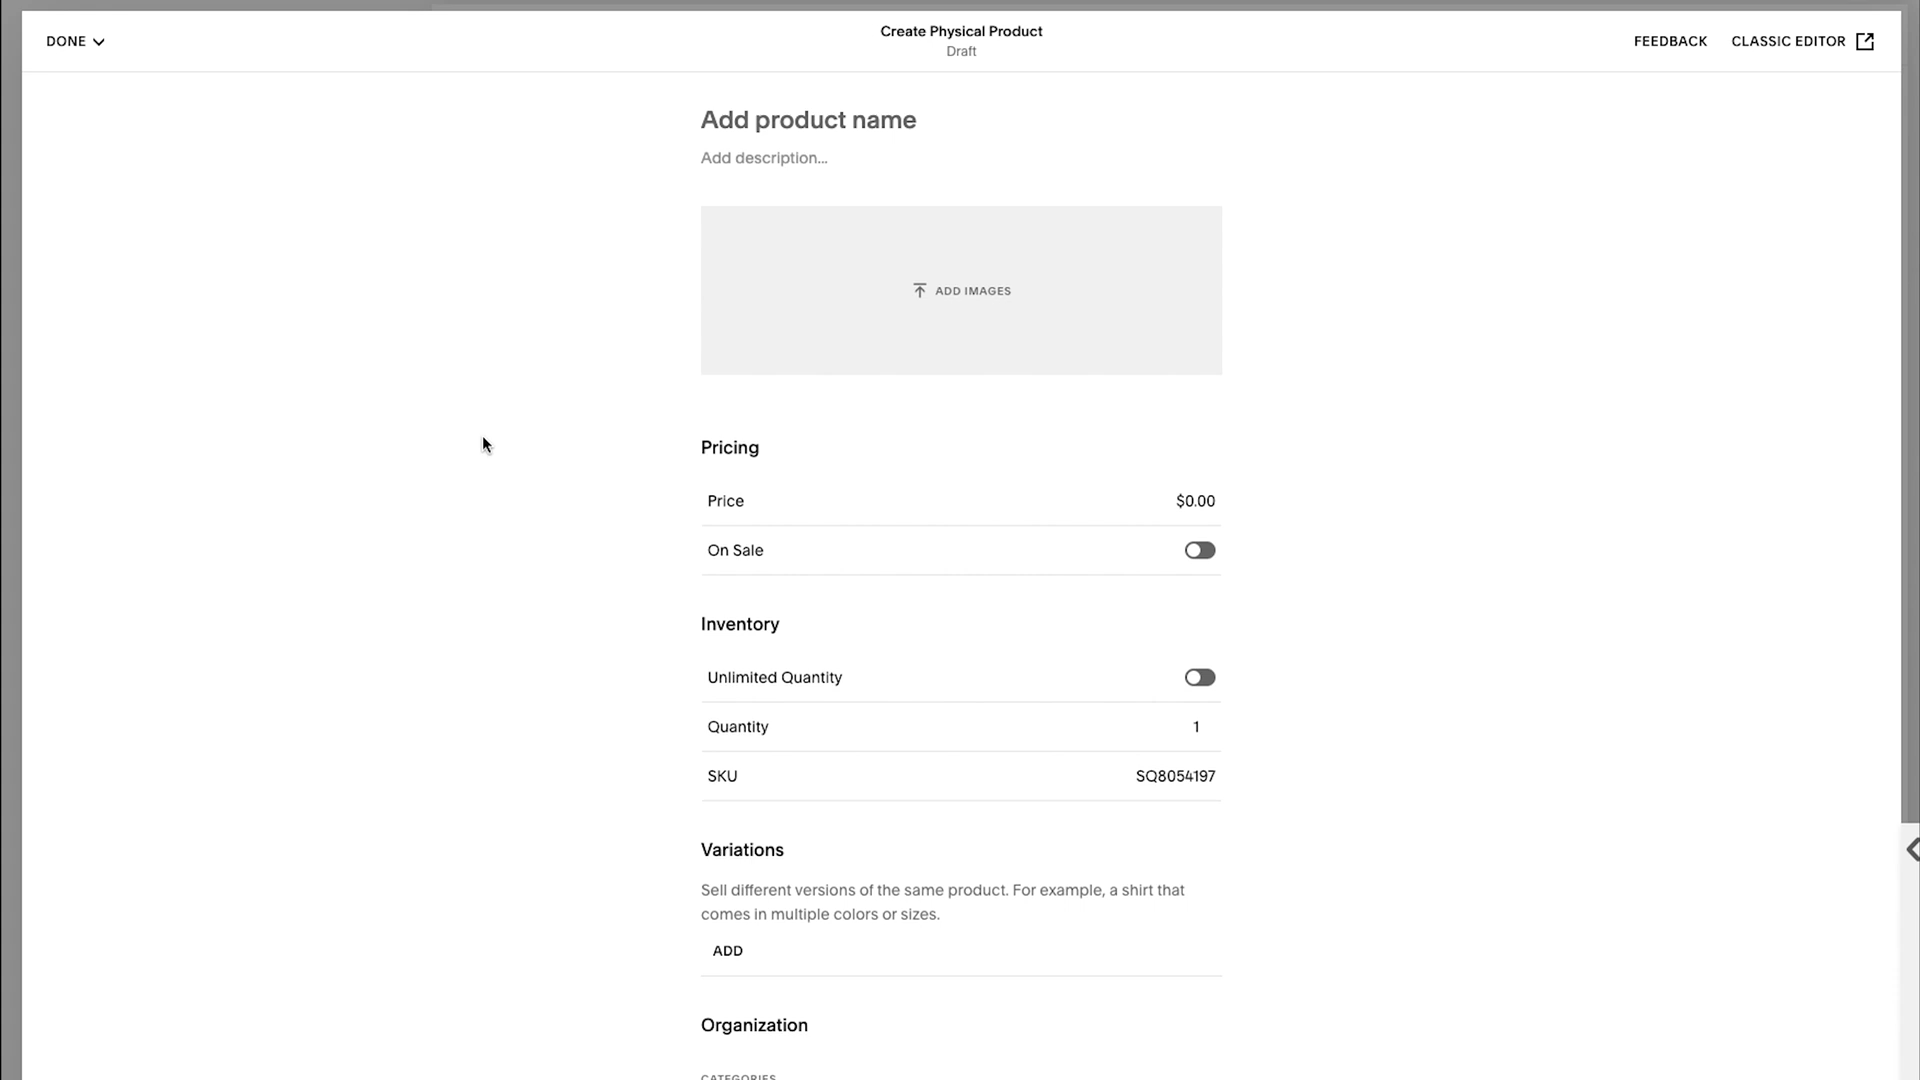 DONE
Create Physical Product
Draft
FEEDBACK
CLASSIC EDITOR
Add product name
Add description...
ADD IMAGES
Pricing
Price
$0.00
On Sale
Inventory
Unlimited Quantity
Quantity
1
SKU
SQ8054197
Variations
Sell different versions of the same product. For example, a shirt that
comes in multiple colors or sizes.
ADD
Organization
CATEGORIES